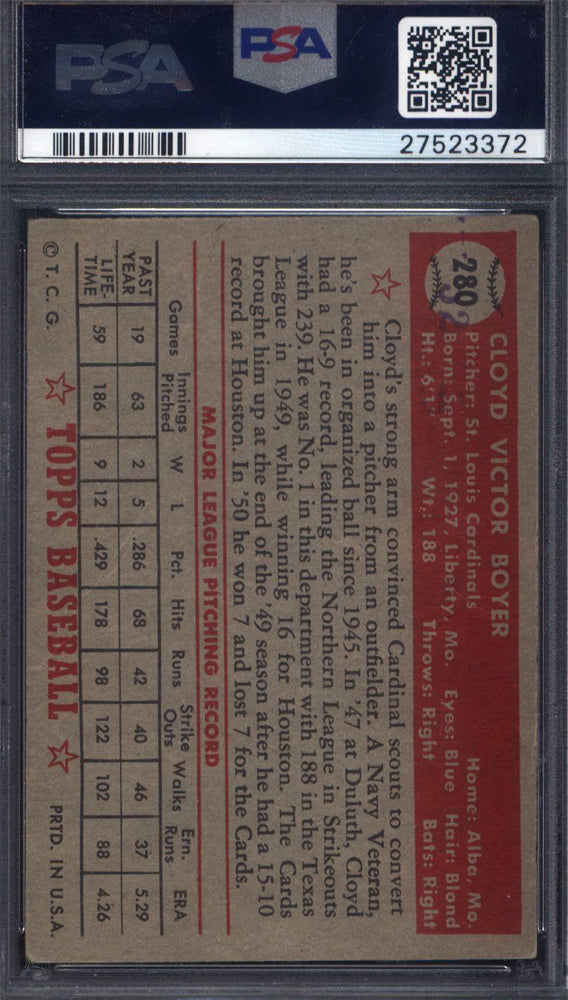 PSA
PSA
27523372
280
32
CLOYD VICTOR BOYER
Pitcher: St. Louis Cardinals Home: Alba, Mo.
Born: Sept. 1, 1927, Liberty, Mo. Eyes: Blue Hair: Blond
Ht.: 6'1" Wt.: 188 Throws: Right Bats: Right
Cloyd's strong arm convinced Cardinal scouts to convert
him into a pitcher from an outfielder. A Navy Veteran,
he's been in organized ball since 1945. In '47 at Duluth, Cloyd
had a 16-9 record, leading the Northern League in Strikeouts
with 239. He was No. 1 in this department with 188 in the Texas
League in 1949, while winning 16 for Houston. The Cards
brought him up at the end of the '49 season after he had a 15-10
record at Houston. In '50 he won 7 and lost 7 for the Cards.
MAJOR LEAGUE PITCHING RECORD
Games Innings Pitched W L Pct. Hits Runs Strike Outs Walks Ern. Runs ERA
PAST YEAR 19 63 2 5 .286 68 42 40 46 37 5.29
LIFE-TIME 59 186 9 12 .429 178 98 122 102 88 4.26
© T. C. G. TOPPS BASEBALL PRTD. IN U.S.A.